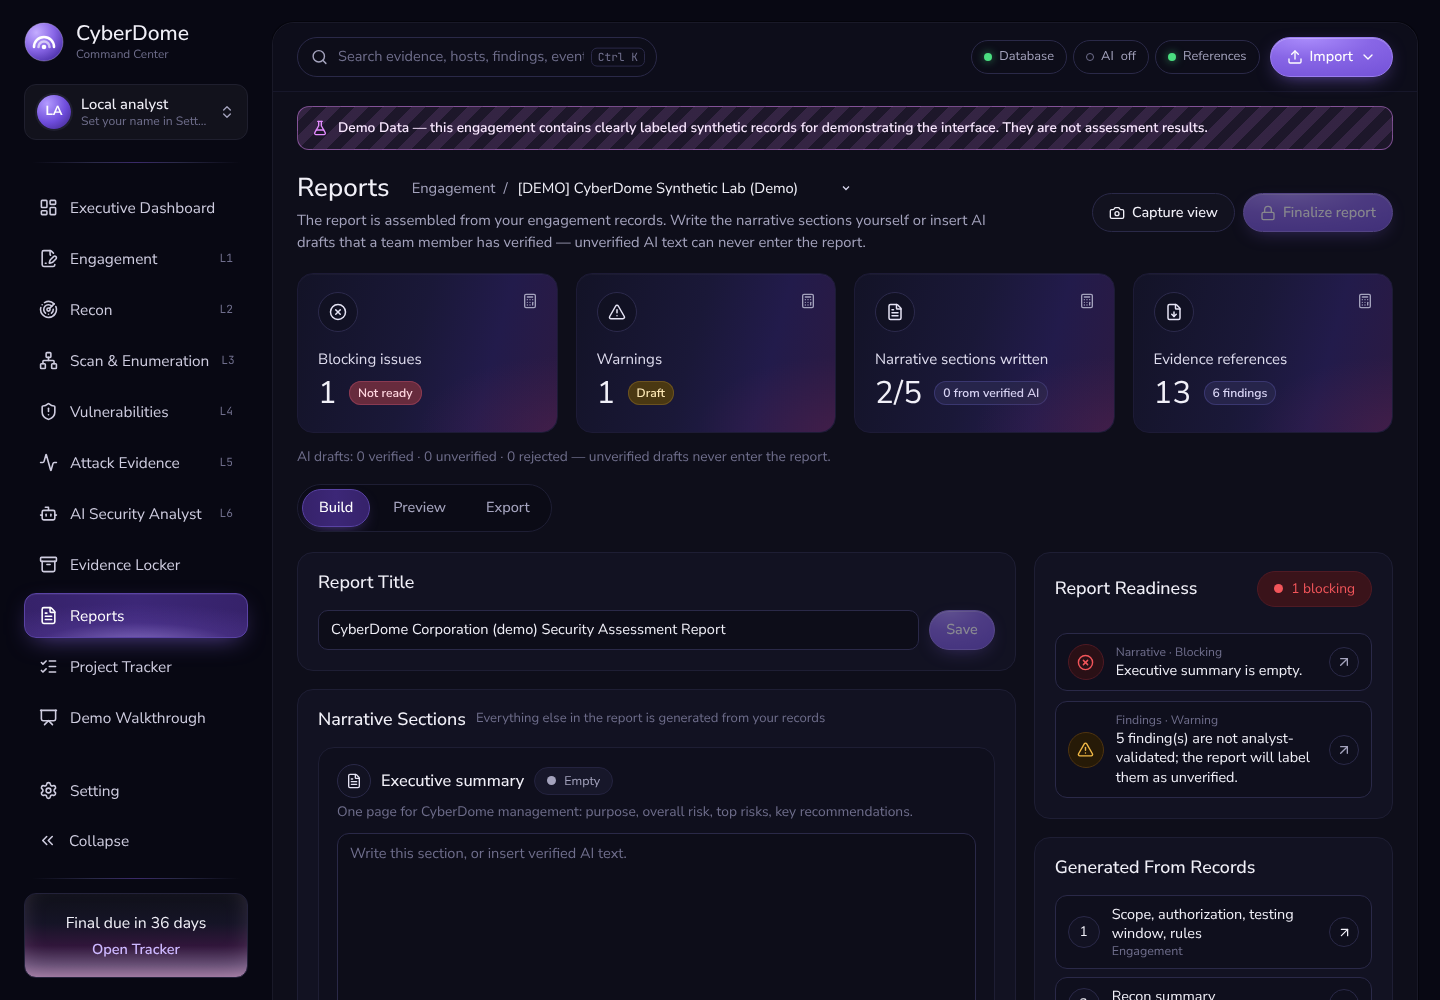 CyberDome
Command Center
LA
Local analyst
Set your name in Sett...
Executive Dashboard
Engagement L1
Recon L2
Scan & Enumeration L3
Vulnerabilities L4
Attack Evidence L5
AI Security Analyst L6
Evidence Locker
Reports
Project Tracker
Demo Walkthrough
Setting
Collapse
Final due in 36 days
Open Tracker
Search evidence, hosts, findings, event Ctrl K
Database
AI off
References
Import
Demo Data — this engagement contains clearly labeled synthetic records for demonstrating the interface. They are not assessment results.
Reports Engagement / [DEMO] CyberDome Synthetic Lab (Demo)
The report is assembled from your engagement records. Write the narrative sections yourself or insert AI
drafts that a team member has verified — unverified AI text can never enter the report.
Capture view
Finalize report
Blocking issues
1 Not ready
Warnings
1 Draft
Narrative sections written
2/5 0 from verified AI
Evidence references
13 6 findings
AI drafts: 0 verified · 0 unverified · 0 rejected — unverified drafts never enter the report.
Build Preview Export
Report Title
CyberDome Corporation (demo) Security Assessment Report
Save
Narrative Sections Everything else in the report is generated from your records
Executive summary Empty
One page for CyberDome management: purpose, overall risk, top risks, key recommendations.
Write this section, or insert verified AI text.
Report Readiness 1 blocking
Narrative · Blocking
Executive summary is empty.
Findings · Warning
5 finding(s) are not analyst-
validated; the report will label
them as unverified.
Generated From Records
1
Scope, authorization, testing
window, rules
Engagement
Recon summary